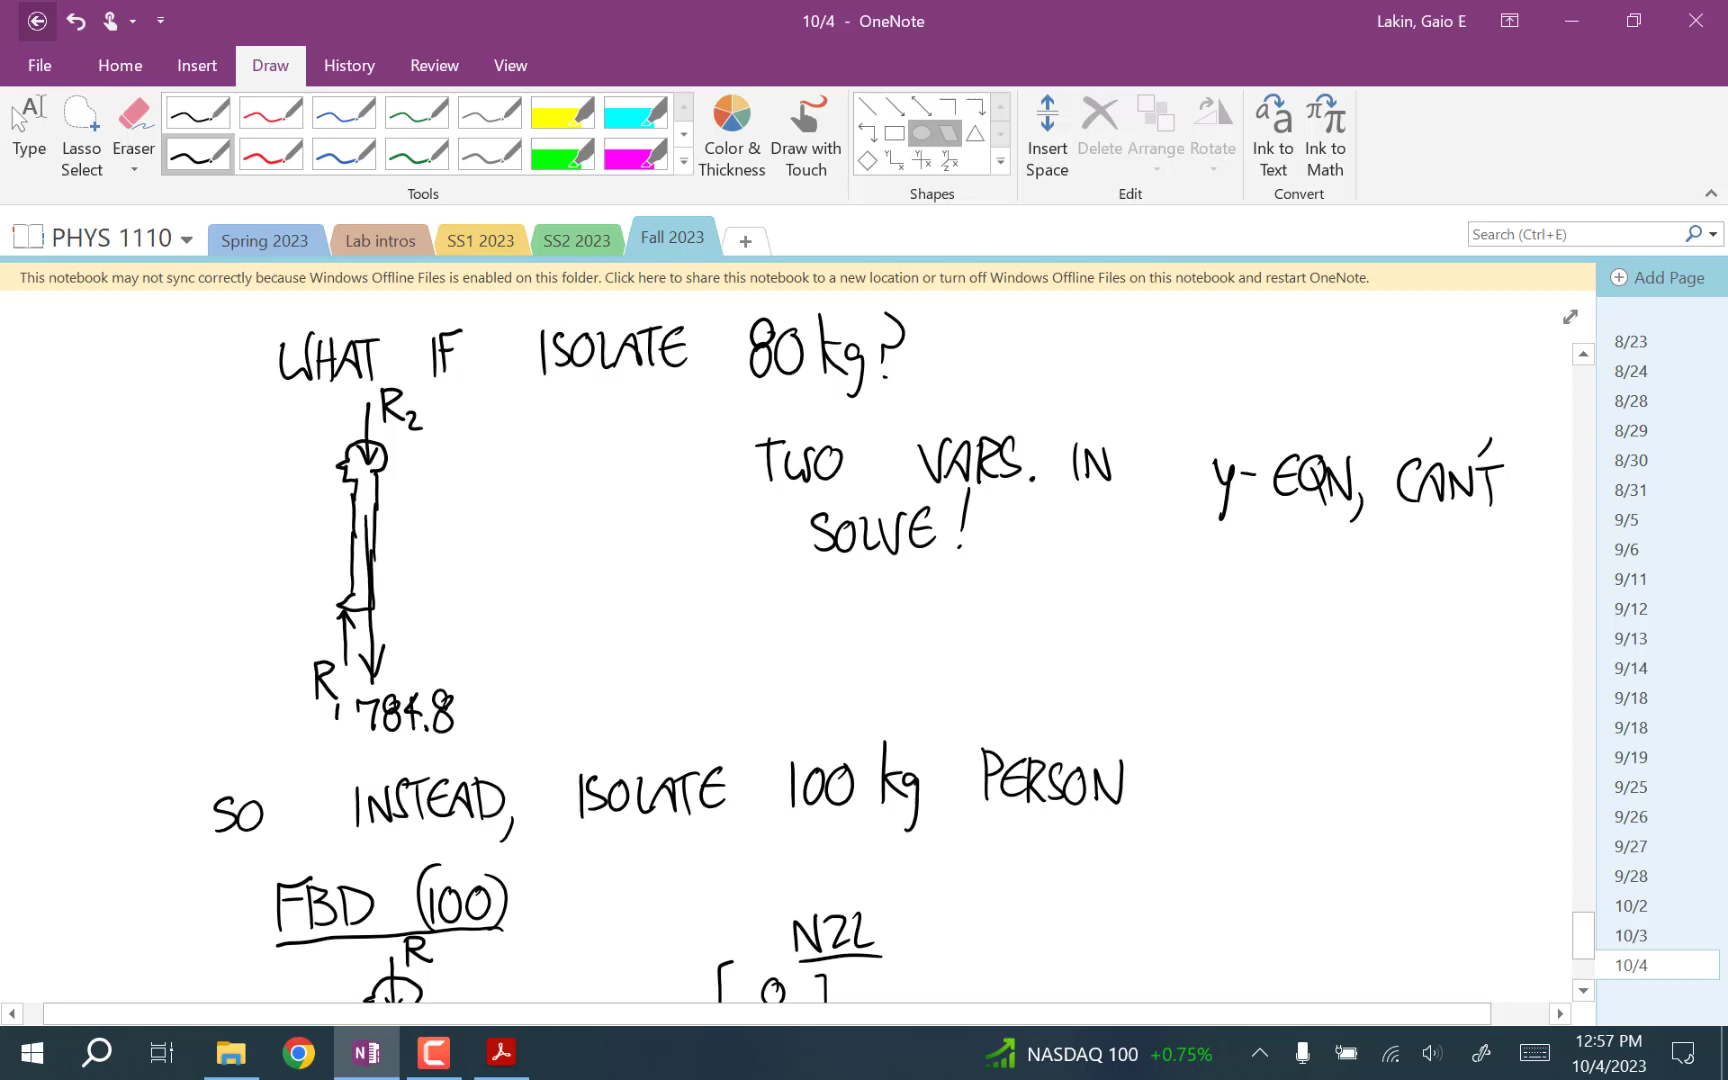 10/4 - OneNote
Lakin, Gaio E
File Home Insert Draw History Review View
Type
Lasso Select
Eraser
Color & Thickness
Draw with Touch
Insert Space
Delete
Arrange
Rotate
Ink to Text
Ink to Math
Tools
Shapes
Edit
Convert
PHYS 1110
Spring 2023
Lab intros
SS1 2023
SS2 2023
Fall 2023
Search (Ctrl+E)
This notebook may not sync correctly because Windows Offline Files is enabled on this folder. Click here to share this notebook to a new location or turn off Windows Offline Files on this notebook and restart OneNote.
Add Page
WHAT IF ISOLATE 80 kg?
R2
TWO VARS. IN y-EQN, CAN'T
SOLVE!
R1
784.8
SO INSTEAD, ISOLATE 100 kg PERSON
FBD (100)
R
N2L
8/23
8/24
8/28
8/29
8/30
8/31
9/5
9/6
9/11
9/12
9/13
9/14
9/18
9/18
9/19
9/25
9/26
9/27
9/28
10/2
10/3
10/4
NASDAQ 100 +0.75%
12:57 PM
10/4/2023